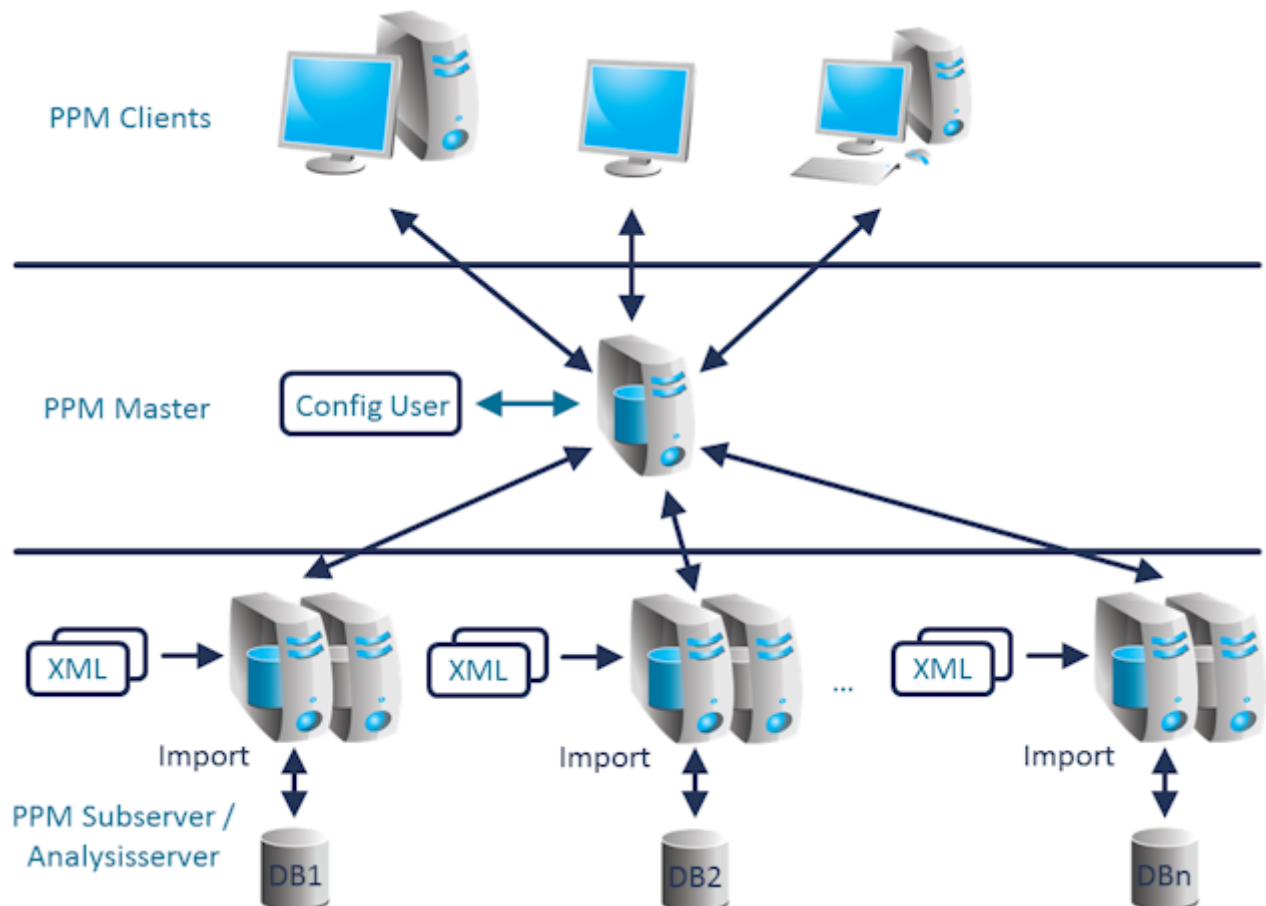 PPM Clients
PPM Master
Config User
XML
XML
...
XML
Import
Import
Import
PPM Subserver /
Analysisserver
DB1
DB2
DBn